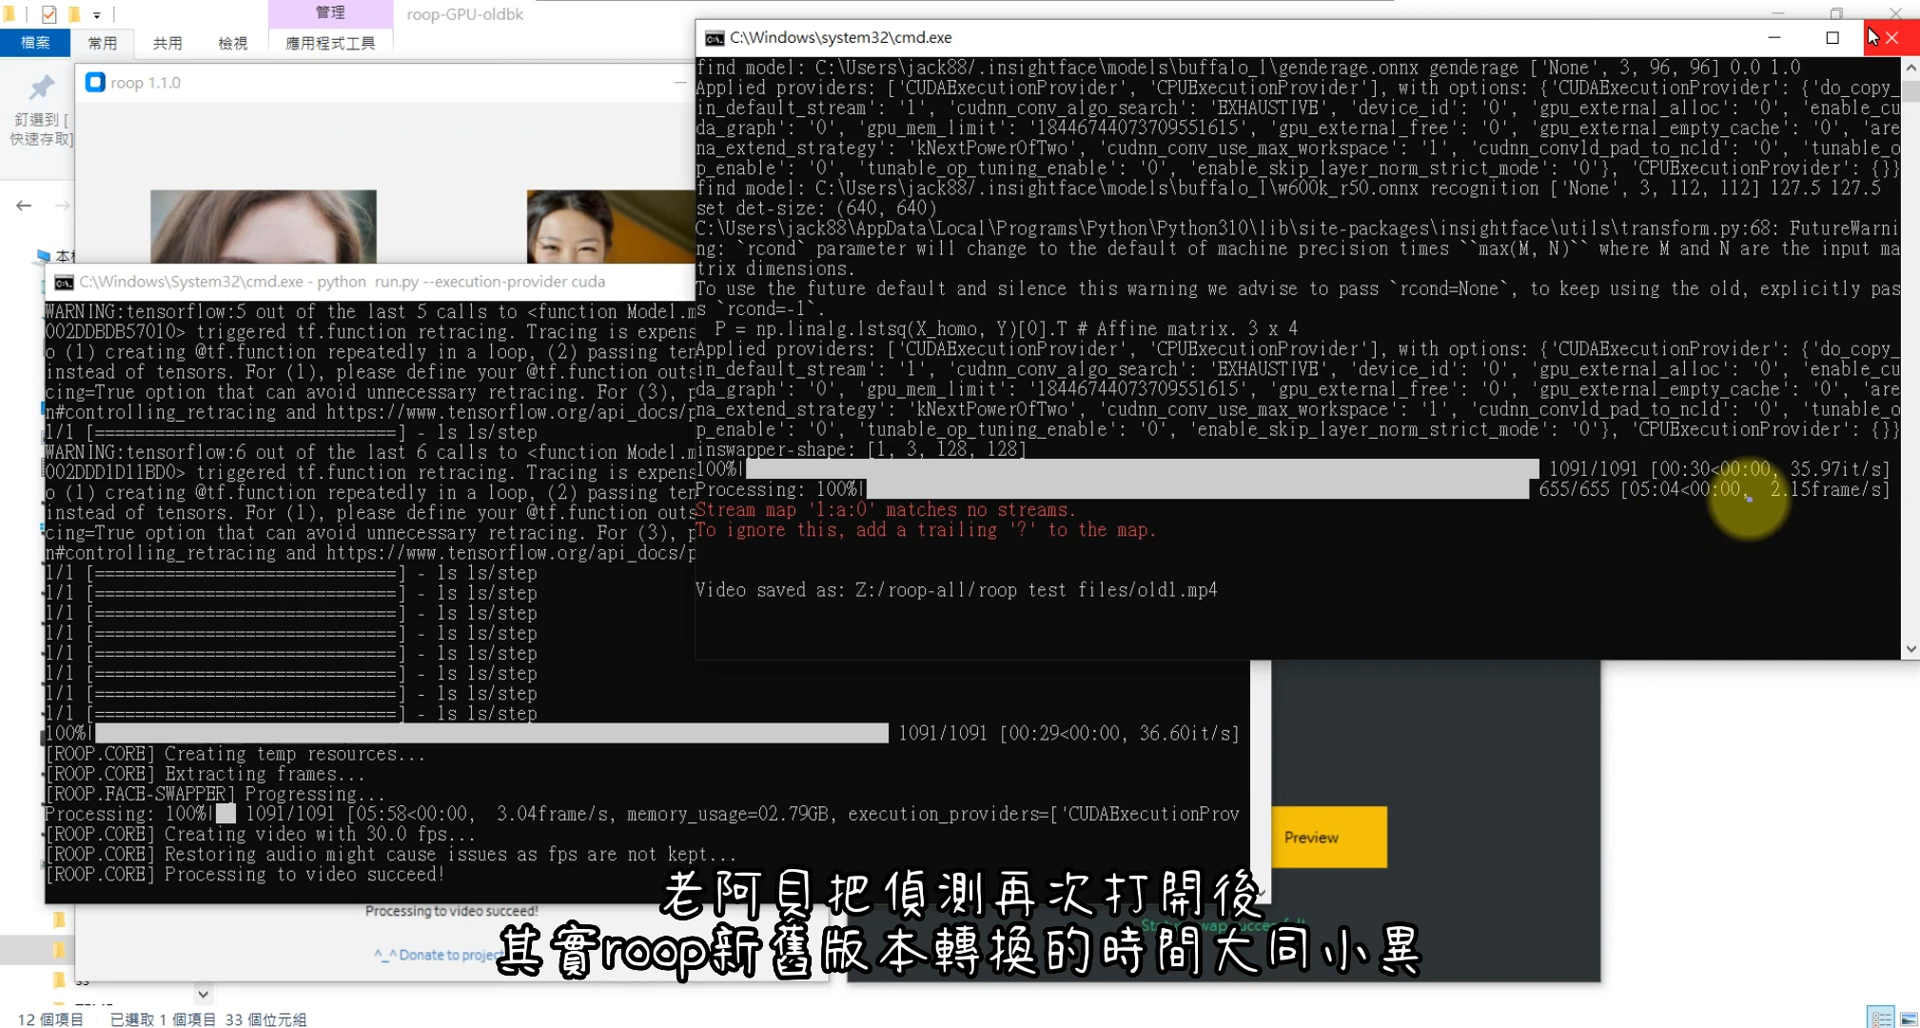 管理
roop-GPU-oldbk
檔案
常用
共用
檢視
應用程式工具
釘選到 [
快速存取]
roop 1.1.0
C:\Windows\system32\cmd.exe
find model: C:\Users\jack88/.insightface\models\buffalo_l\genderage.onnx genderage ['None', 3, 96, 96] 0.0 1.0
Applied providers: ['CUDAExecutionProvider', 'CPUExecutionProvider'], with options: {'CUDAExecutionProvider': {'do_copy_
in_default_stream': '1', 'cudnn_conv_algo_search': 'EXHAUSTIVE', 'device_id': '0', 'gpu_external_alloc': '0', 'enable_cu
da_graph': '0', 'gpu_mem_limit': '18446744073709551615', 'gpu_external_free': '0', 'gpu_external_empty_cache': '0', 'are
na_extend_strategy': 'kNextPowerOfTwo', 'cudnn_conv_use_max_workspace': '1', 'cudnn_conv1d_pad_to_nc1d': '0', 'tunable_o
p_enable': '0', 'tunable_op_tuning_enable': '0', 'enable_skip_layer_norm_strict_mode': '0'}, 'CPUExecutionProvider': {}}
find model: C:\Users\jack88/.insightface\models\buffalo_l\w600k_r50.onnx recognition ['None', 3, 112, 112] 127.5 127.5
set det-size: (640, 640)
C:\Users\jack88\AppData\Local\Programs\Python\Python310\lib\site-packages\insightface\utils\transform.py:68: FutureWarni
ng: `rcond` parameter will change to the default of machine precision times ``max(M, N)`` where M and N are the input ma
trix dimensions.
To use the future default and silence this warning we advise to pass `rcond=None`, to keep using the old, explicitly pas
s `rcond=-1`.
P = np.linalg.lstsq(X_homo, Y)[0].T # Affine matrix. 3 x 4
Applied providers: ['CUDAExecutionProvider', 'CPUExecutionProvider'], with options: {'CUDAExecutionProvider': {'do_copy_
in_default_stream': '1', 'cudnn_conv_algo_search': 'EXHAUSTIVE', 'device_id': '0', 'gpu_external_alloc': '0', 'enable_cu
da_graph': '0', 'gpu_mem_limit': '18446744073709551615', 'gpu_external_free': '0', 'gpu_external_empty_cache': '0', 'are
na_extend_strategy': 'kNextPowerOfTwo', 'cudnn_conv_use_max_workspace': '1', 'cudnn_conv1d_pad_to_nc1d': '0', 'tunable_o
p_enable': '0', 'tunable_op_tuning_enable': '0', 'enable_skip_layer_norm_strict_mode': '0'}, 'CPUExecutionProvider': {}}
inswapper-shape: [1, 3, 128, 128]
100%| 1091/1091 [00:30<00:00, 35.97it/s]
Processing: 100%| 655/655 [05:04<00:00, 2.15frame/s]
Stream map '1:a:0' matches no streams.
To ignore this, add a trailing '?' to the map.
Video saved as: Z:/roop-all/roop test files/old1.mp4
C:\Windows\System32\cmd.exe - python run.py --execution-provider cuda
WARNING:tensorflow:5 out of the last 5 calls to <function Model.m
002DDBDB57010> triggered tf.function retracing. Tracing is expens
o (1) creating @tf.function repeatedly in a loop, (2) passing ten
instead of tensors. For (1), please define your @tf.function outs
cing=True option that can avoid unnecessary retracing. For (3), p
n#controlling_retracing and https://www.tensorflow.org/api_docs/p
1/1 [==============================] - 1s 1s/step
WARNING:tensorflow:6 out of the last 6 calls to <function Model.m
002DDD1D11BD0> triggered tf.function retracing. Tracing is expens
o (1) creating @tf.function repeatedly in a loop, (2) passing ten
instead of tensors. For (1), please define your @tf.function outs
cing=True option that can avoid unnecessary retracing. For (3), p
n#controlling_retracing and https://www.tensorflow.org/api_docs/p
1/1 [==============================] - 1s 1s/step
1/1 [==============================] - 1s 1s/step
1/1 [==============================] - 1s 1s/step
1/1 [==============================] - 1s 1s/step
1/1 [==============================] - 1s 1s/step
1/1 [==============================] - 1s 1s/step
1/1 [==============================] - 1s 1s/step
1/1 [==============================] - 1s 1s/step
100%| 1091/1091 [00:29<00:00, 36.60it/s]
[ROOP.CORE] Creating temp resources...
[ROOP.CORE] Extracting frames...
[ROOP.FACE-SWAPPER] Progressing...
Processing: 100%| 1091/1091 [05:58<00:00, 3.04frame/s, memory_usage=02.79GB, execution_providers=['CUDAExecutionProv
[ROOP.CORE] Creating video with 30.0 fps...
[ROOP.CORE] Restoring audio might cause issues as fps are not kept...
[ROOP.CORE] Processing to video succeed!
Preview
Processing to video succeed!
^_^ Donate to project
老阿貝把偵測再次打開後
其實roop新舊版本轉換的時間大同小異
12 個項目
已選取 1 個項目 33 個位元組